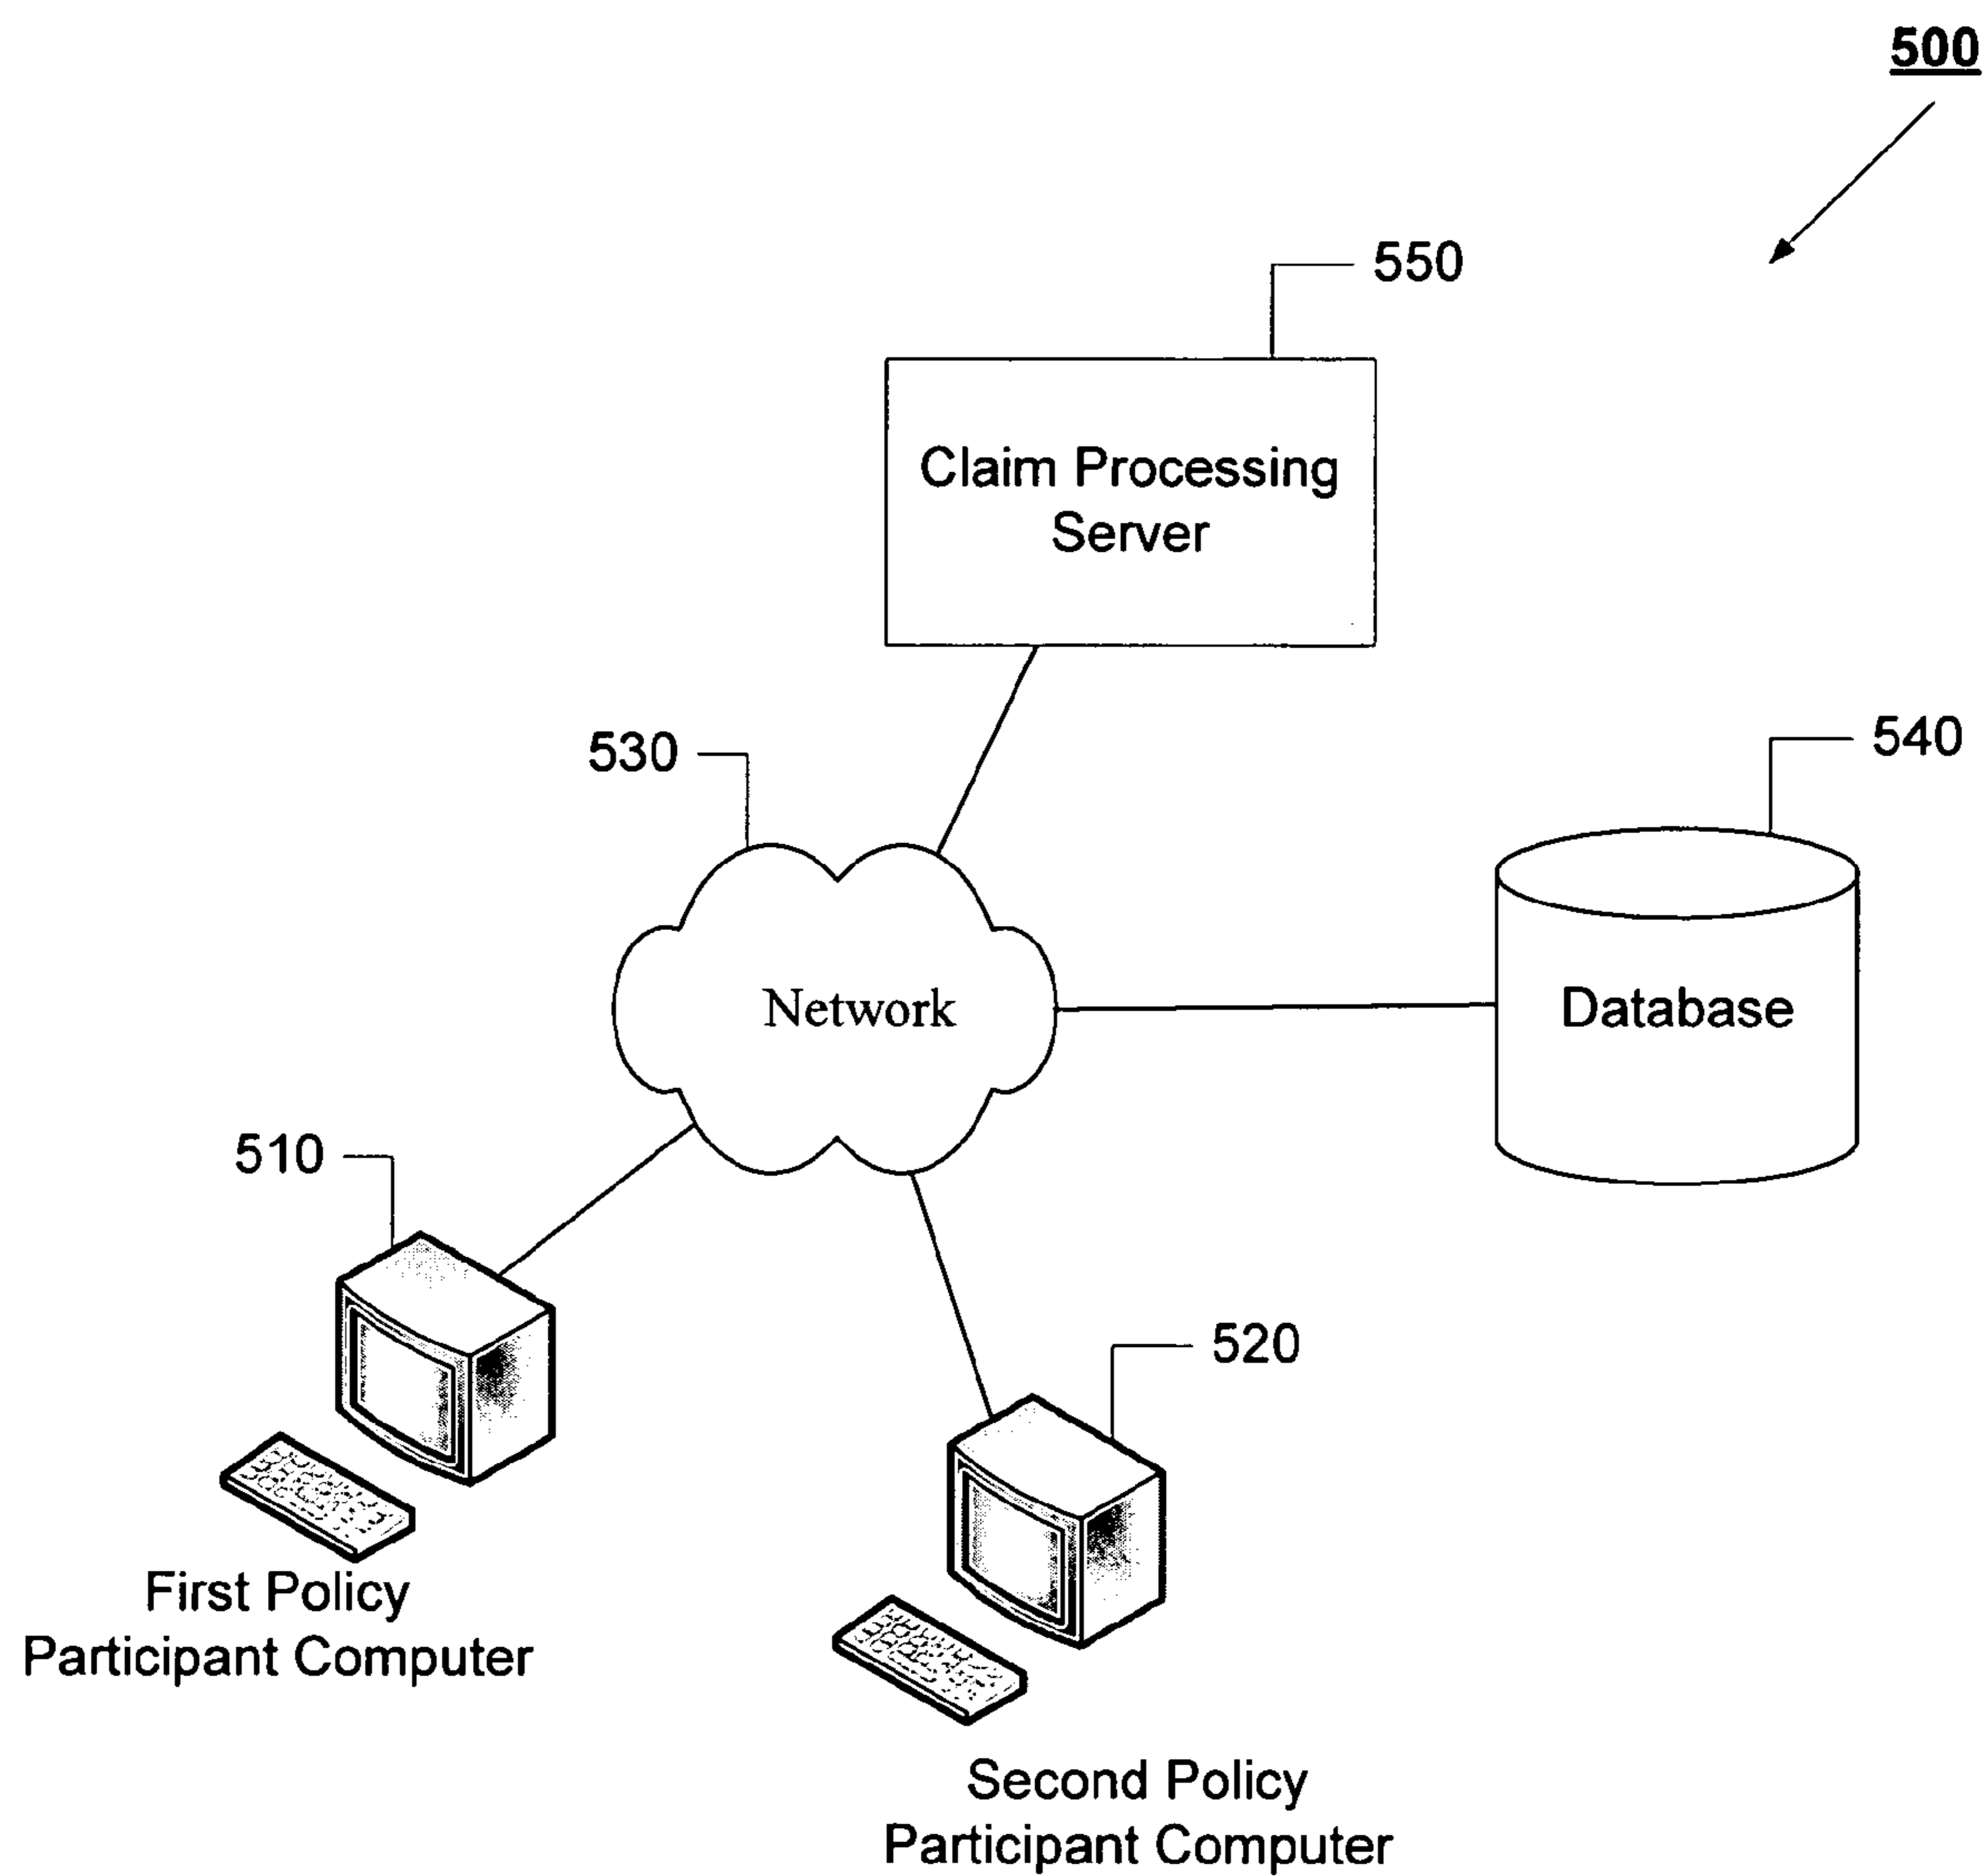 500
550
Claim Processing
Server
530
540
Network
Database
510
520
First Policy
Participant Computer
Second Policy
Participant Computer